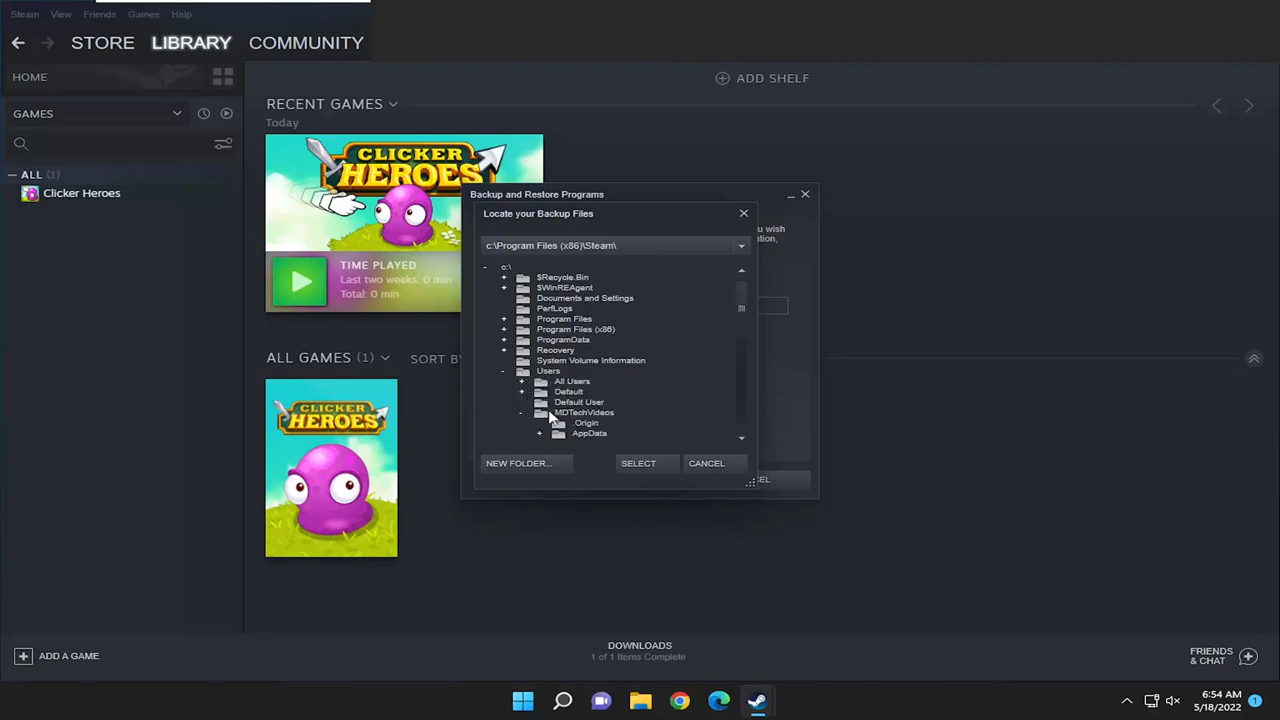 Steam View Friends Games Help
STORE LIBRARY COMMUNITY
HOME
ADD SHELF
GAMES
RECENT GAMES
Today
ALL (1)
Clicker Heroes
CLICKER
HEROES
TIME PLAYED
Last two weeks: 0 min
Total: 0 min
Backup and Restore Programs
u wish
ation,
Locate your Backup Files
c:\Program Files (x86)\Steam\
c:\
$Recycle.Bin
$WinREAgent
Documents and Settings
PerfLogs
Program Files
Program Files (x86)
ProgramData
Recovery
System Volume Information
Users
All Users
Default
Default User
MDTechVideos
.Origin
AppData
NEW FOLDER...
SELECT
CANCEL
CEL
ALL GAMES (1)
SORT BY
CLICKER
HEROES
ADD A GAME
DOWNLOADS
1 of 1 Items Complete
FRIENDS
& CHAT
6:54 AM
5/18/2022
1